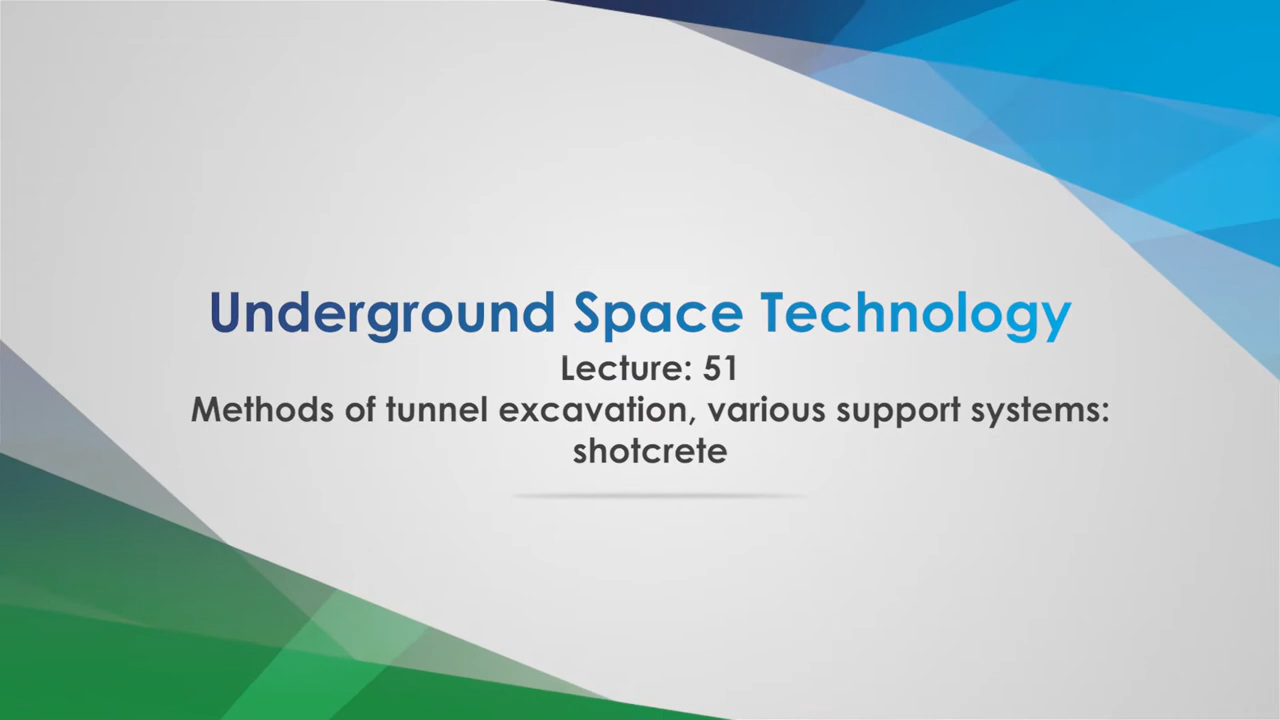 Underground Space Technology
Lecture: 51
Methods of tunnel excavation, various support systems:
shotcrete